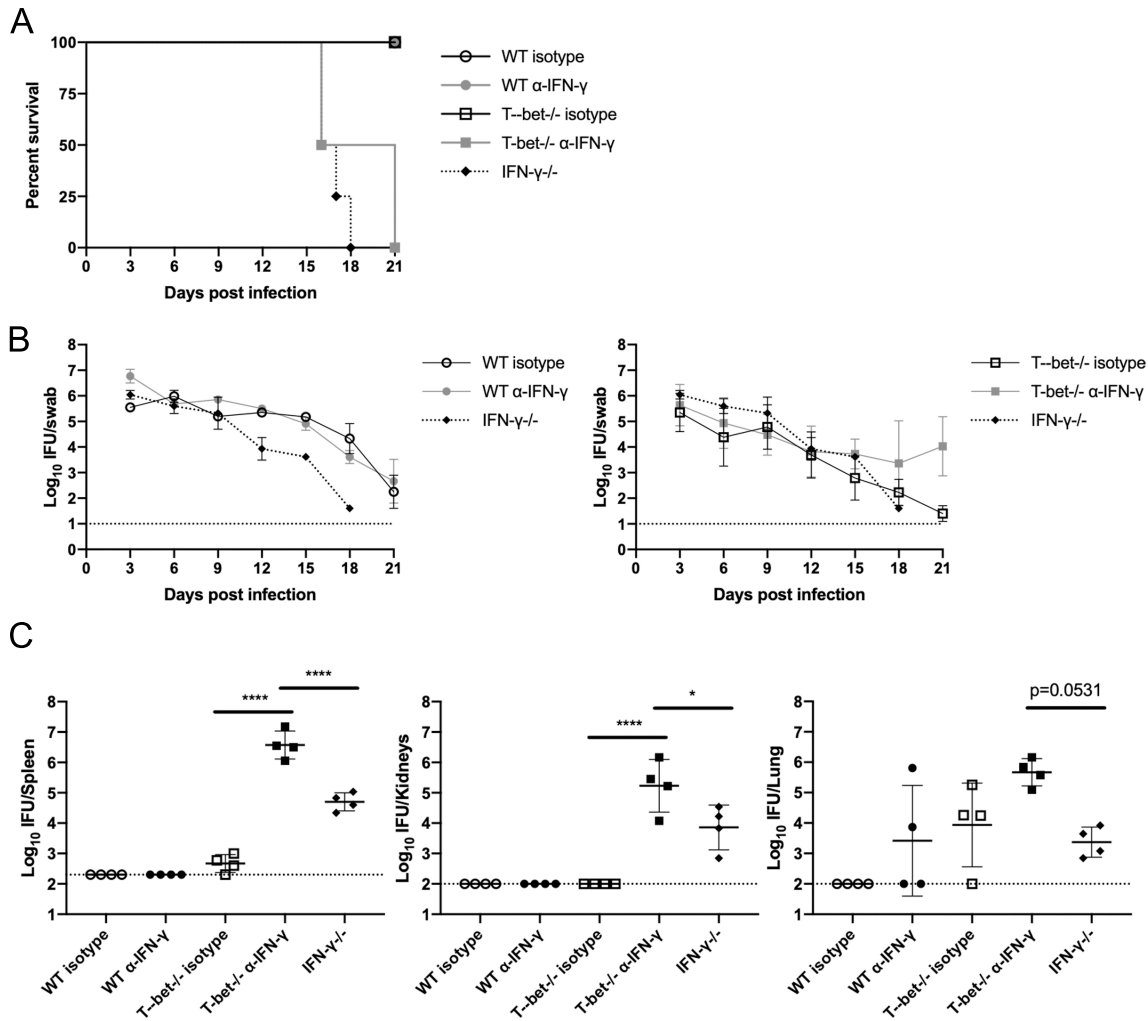 A
100
75
50
25
0
Percent survival
0 3 6 9 12 15 18 21
Days post infection
WT isotype
WT α-IFN-γ
T--bet-/- isotype
T-bet-/- α-IFN-γ
IFN-γ-/-
B
8
7
6
5
4
3
2
1
0
Log10 IFU/swab
0 3 6 9 12 15 18 21
Days post infection
WT isotype
WT α-IFN-γ
IFN-γ-/-
8
7
6
5
4
3
2
1
0
Log10 IFU/swab
0 3 6 9 12 15 18 21
Days post infection
T--bet-/- isotype
T-bet-/- α-IFN-γ
IFN-γ-/-
C
8
7
6
5
4
3
2
1
Log10 IFU/Spleen
****
****
WT isotype
WT α-IFN-γ
T--bet-/- isotype
T-bet-/- α-IFN-γ
IFN-γ-/-
8
7
6
5
4
3
2
1
Log10 IFU/Kidneys
*
****
WT isotype
WT α-IFN-γ
T--bet-/- isotype
T-bet-/- α-IFN-γ
IFN-γ-/-
8
7
6
5
4
3
2
1
Log10 IFU/Lung
p=0.0531
WT isotype
WT α-IFN-γ
T--bet-/- isotype
T-bet-/- α-IFN-γ
IFN-γ-/-